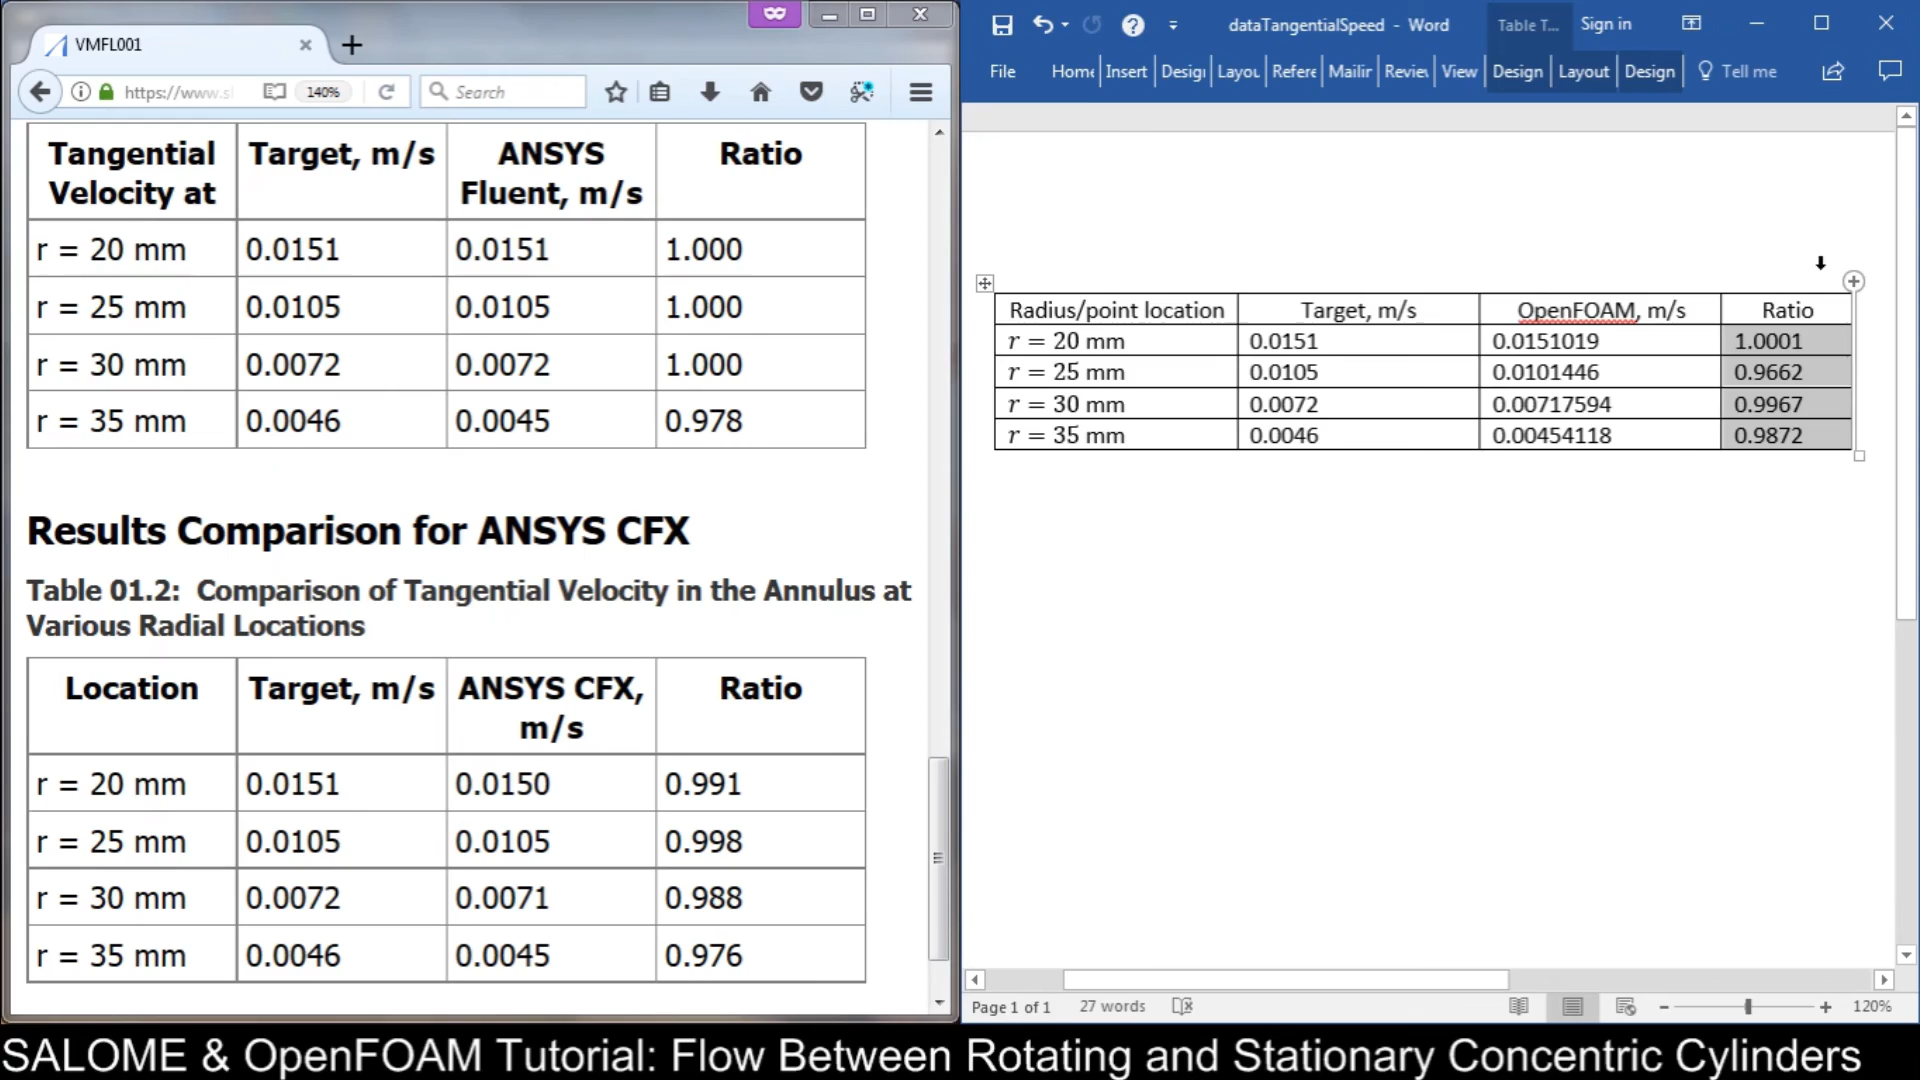 VMFL001
https://www.sl
140%
Search
Tangential Velocity at	Target, m/s	ANSYS Fluent, m/s	Ratio
r = 20 mm	0.0151	0.0151	1.000
r = 25 mm	0.0105	0.0105	1.000
r = 30 mm	0.0072	0.0072	1.000
r = 35 mm	0.0046	0.0045	0.978
Results Comparison for ANSYS CFX
Table 01.2: Comparison of Tangential Velocity in the Annulus at
Various Radial Locations
Location	Target, m/s	ANSYS CFX, m/s	Ratio
r = 20 mm	0.0151	0.0150	0.991
r = 25 mm	0.0105	0.0105	0.998
r = 30 mm	0.0072	0.0071	0.988
r = 35 mm	0.0046	0.0045	0.976
dataTangentialSpeed - Word
Table T...
Sign in
File	Home	Insert	Desig	Layou	Refere	Mailin	Review	View	Design	Layout	Design	Tell me
Radius/point location	Target, m/s	OpenFOAM, m/s	Ratio
r = 20 mm	0.0151	0.0151019	1.0001
r = 25 mm	0.0105	0.0101446	0.9662
r = 30 mm	0.0072	0.00717594	0.9967
r = 35 mm	0.0046	0.00454118	0.9872
Page 1 of 1	27 words	120%
SALOME & OpenFOAM Tutorial: Flow Between Rotating and Stationary Concentric Cylinders